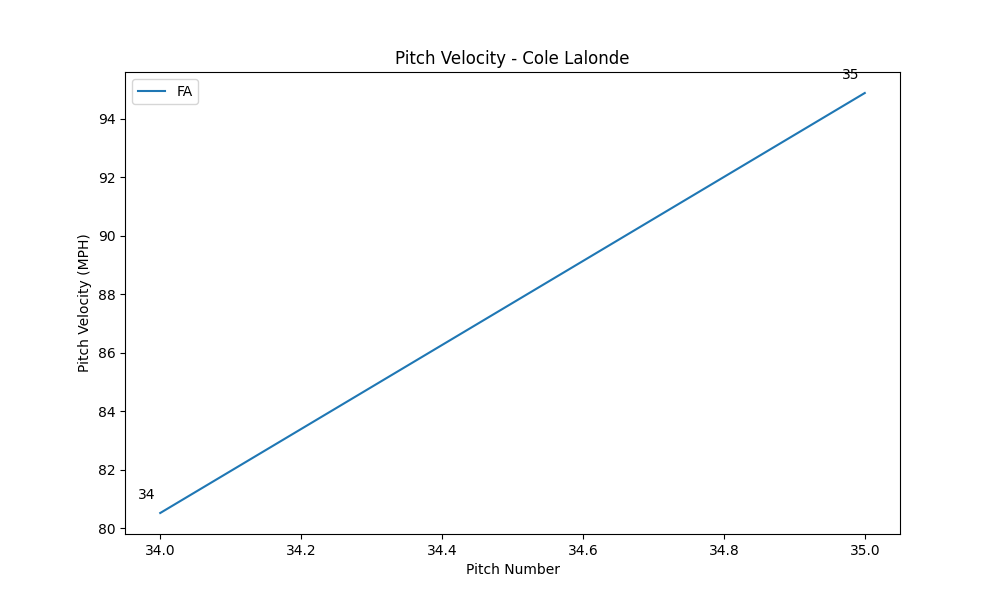 Pitch Velocity - Cole Lalonde
35
FA
94
92
90
88
86
84
82
80
Pitch Velocity (MPH)
34
34.0 34.2 34.4 34.6 34.8 35.0
Pitch Number